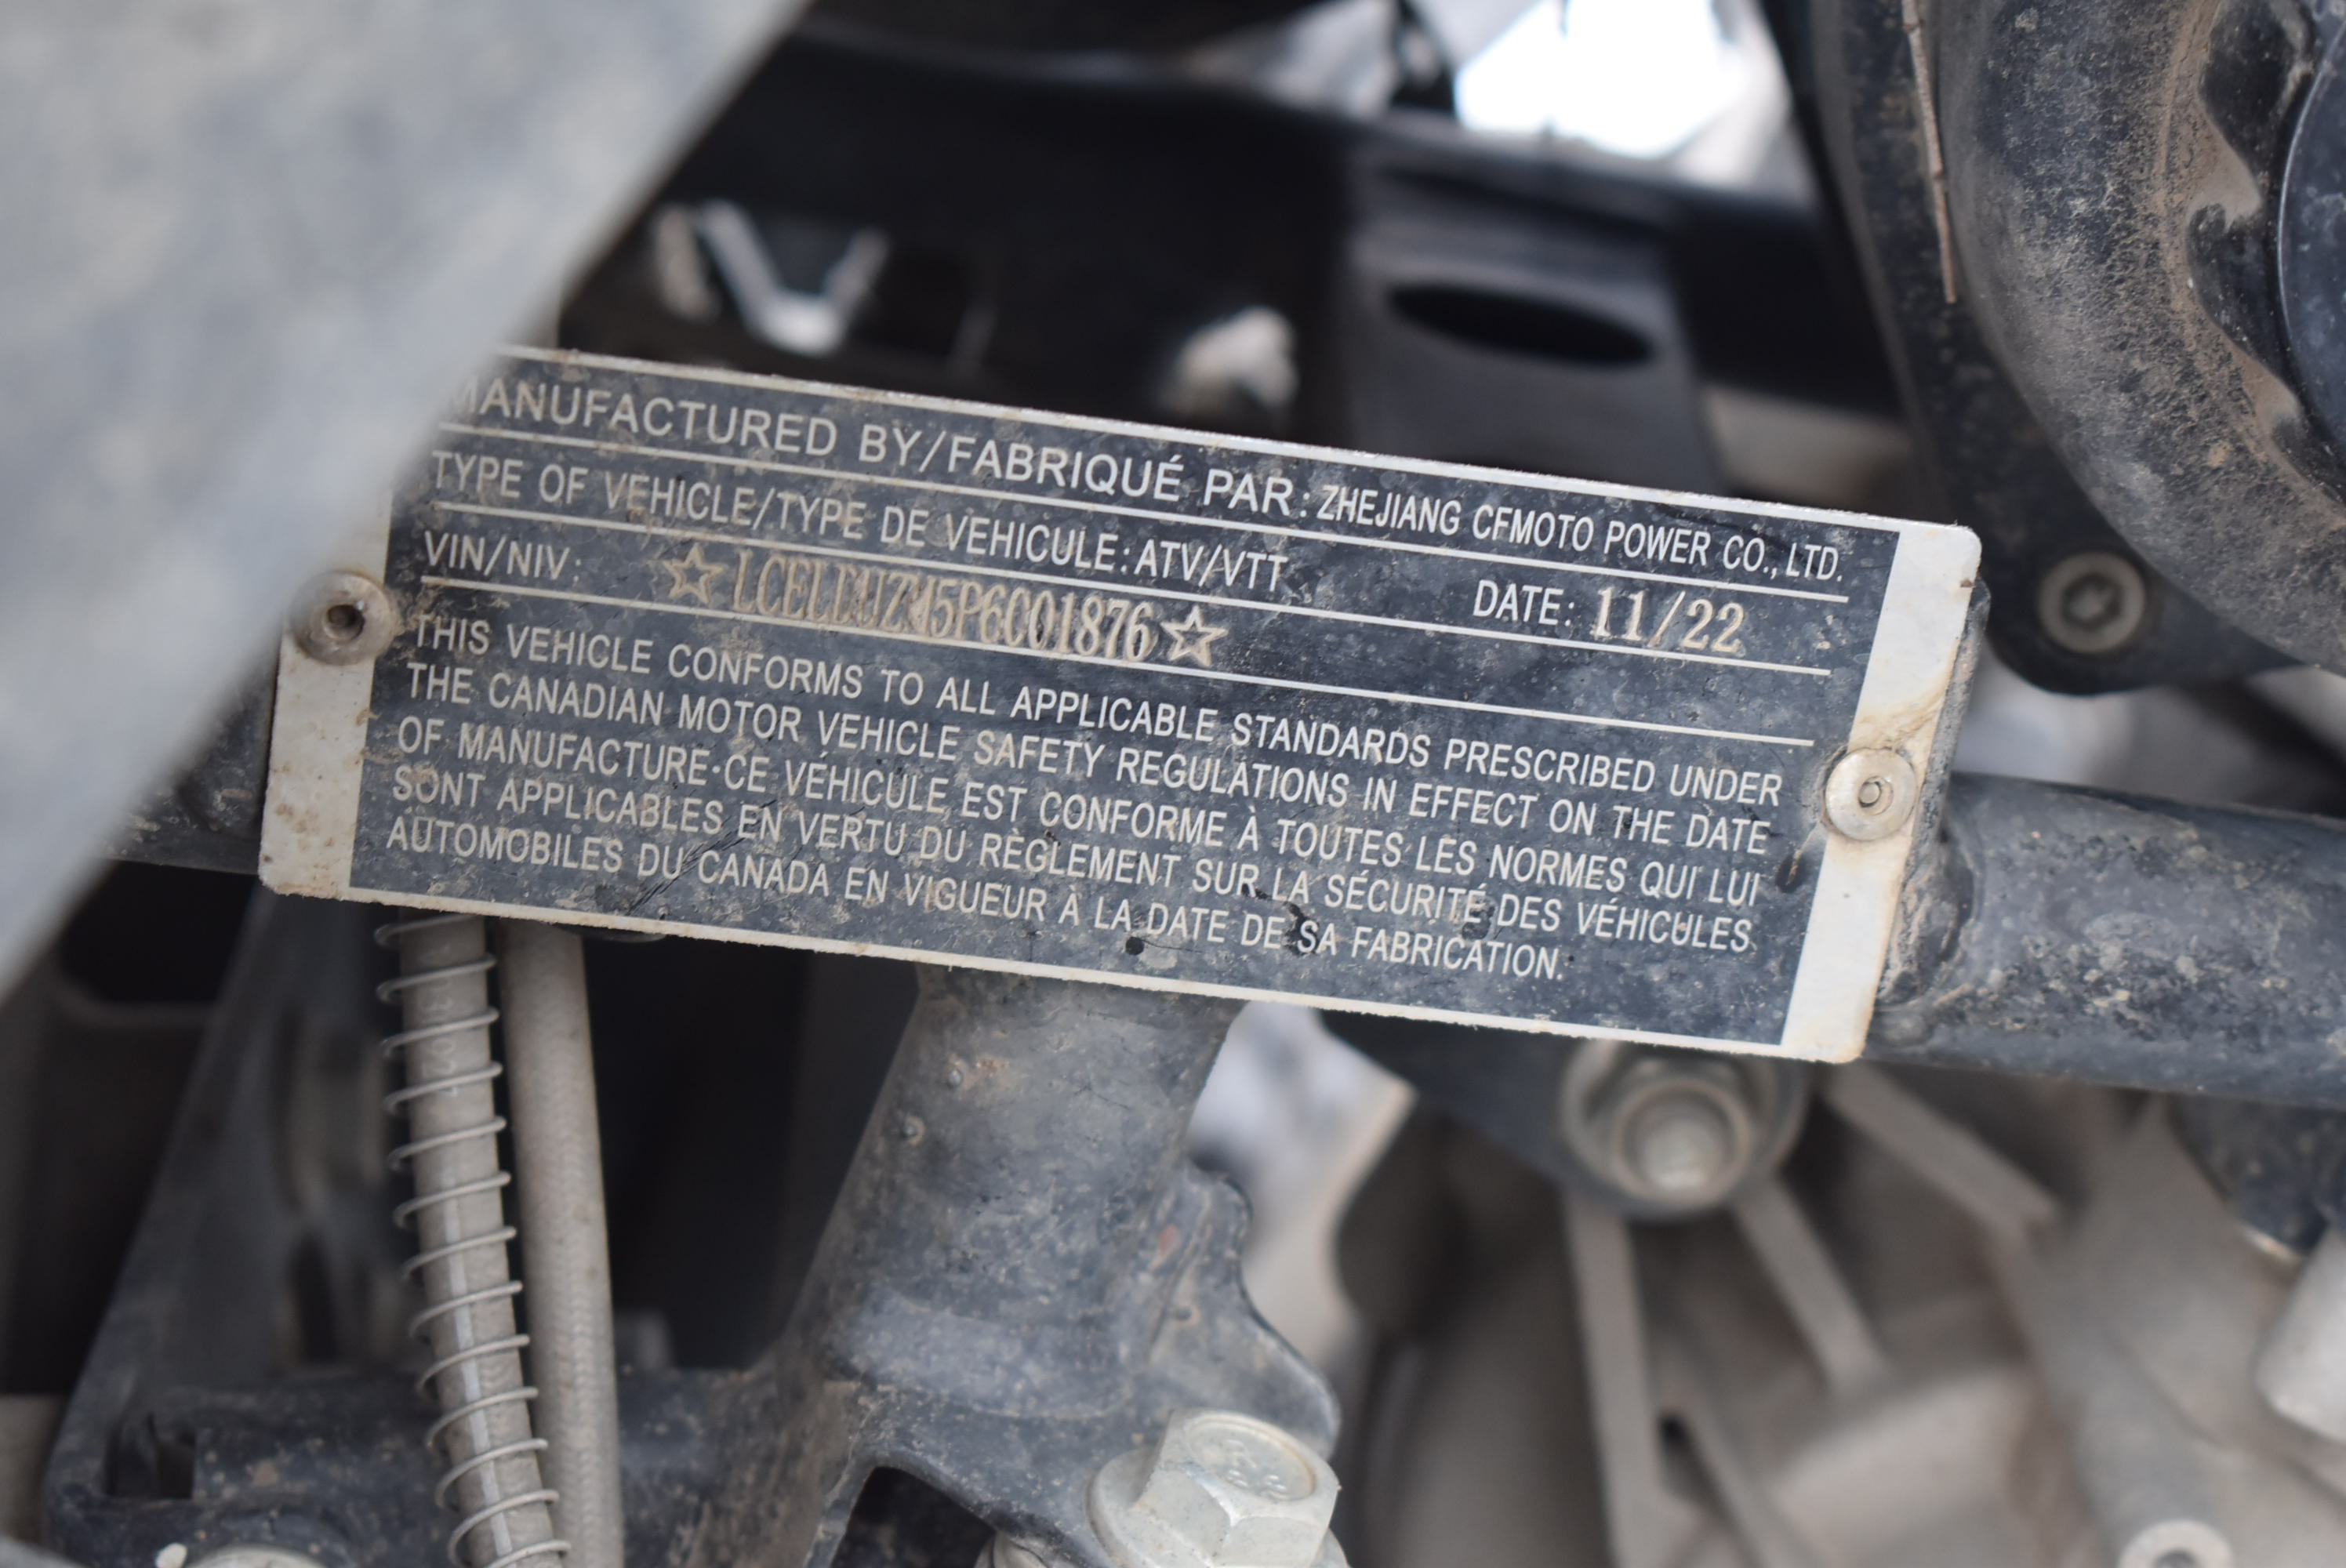 MANUFACTURED BY/FABRIQUÉ PAR: ZHEJIANG CFMOTO POWER CO., LTD.
TYPE OF VEHICLE/TYPE DE VEHICULE: ATV/VTT DATE: 11/22
VIN/NIV:
THIS VEHICLE CONFORMS TO ALL APPLICABLE STANDARDS PRESCRIBED UNDER
THE CANADIAN MOTOR VEHICLE SAFETY REGULATIONS IN EFFECT ON THE DATE
OF MANUFACTURE·CE VÉHICULE EST CONFORME À TOUTES LES NORMES QUI LUI
SONT APPLICABLES EN VERTU DU RÈGLEMENT SUR LA SÉCURITÉ DES VÉHICULES
AUTOMOBILES DU CANADA EN VIGUEUR À LA DATE DE SA FABRICATION.